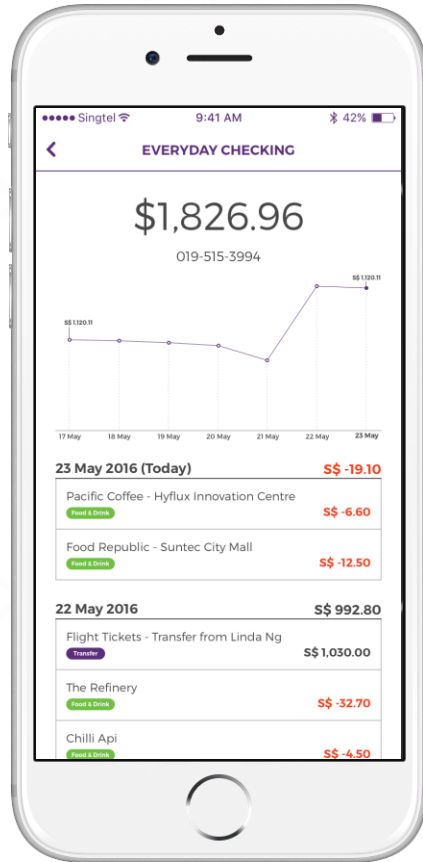 Singtel 9:41 AM 42%
EVERYDAY CHECKING
$1,826.96
019-515-3994
S$ 1,120.11
S$ 1,120.11
17 May 18 May 19 May 20 May 21 May 22 May 23 May
23 May 2016 (Today) S$ -19.10
Pacific Coffee - Hyflux Innovation Centre
Food & Drink S$ -6.60
Food Republic - Suntec City Mall
Food & Drink S$ -12.50
22 May 2016 S$ 992.80
Flight Tickets - Transfer from Linda Ng
Transfer S$ 1,030.00
The Refinery
Food & Drink S$ -32.70
Chilli Api
Food & Drink S$ -4.50